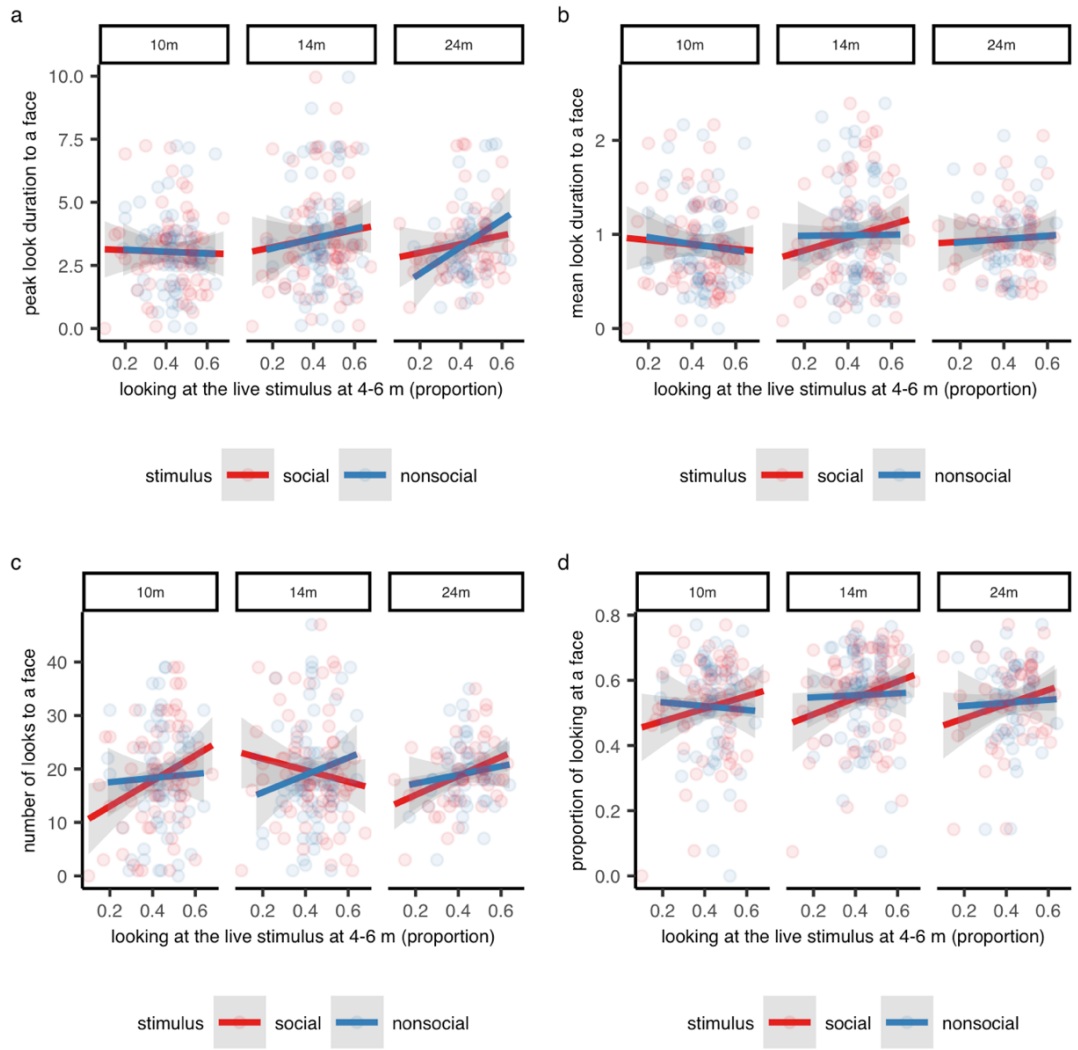 a
10m 14m 24m
peak look duration to a face
10.0
7.5
5.0
2.5
0.0
0.2 0.4 0.6 0.2 0.4 0.6 0.2 0.4 0.6
looking at the live stimulus at 4-6 m (proportion)
stimulus social nonsocial
b
10m 14m 24m
mean look duration to a face
2
1
0
0.2 0.4 0.6 0.2 0.4 0.6 0.2 0.4 0.6
looking at the live stimulus at 4-6 m (proportion)
stimulus social nonsocial
c
10m 14m 24m
number of looks to a face
40
30
20
10
0
0.2 0.4 0.6 0.2 0.4 0.6 0.2 0.4 0.6
looking at the live stimulus at 4-6 m (proportion)
stimulus social nonsocial
d
10m 14m 24m
proportion of looking at a face
0.8
0.6
0.4
0.2
0.0
0.2 0.4 0.6 0.2 0.4 0.6 0.2 0.4 0.6
looking at the live stimulus at 4-6 m (proportion)
stimulus social nonsocial